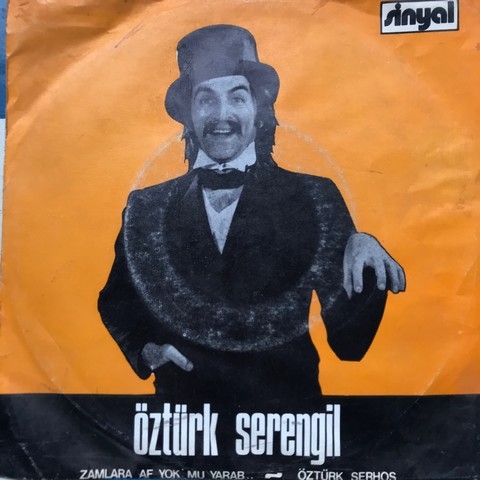 sinyal
öztürk serengil
ZAMLARA AF YOK MU YARAB.. - ÖZTÜRK SERHOŞ